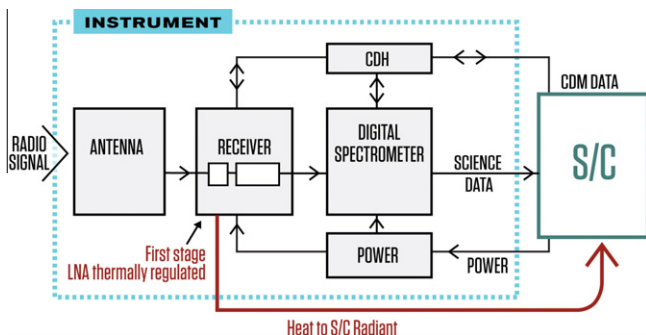 INSTRUMENT
CDH
CDM DATA
RADIO
SIGNAL
ANTENNA
RECEIVER
DIGITAL
SPECTROMETER
SCIENCE
DATA
S/C
First stage
LNA thermally regulated
POWER
POWER
Heat to S/C Radiant